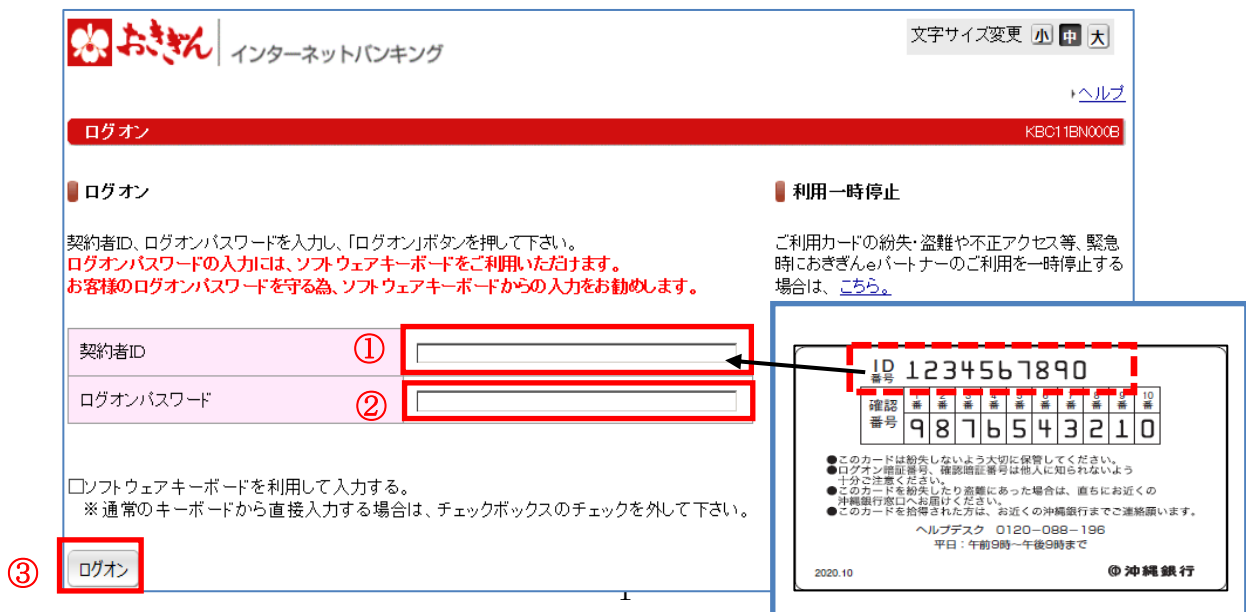 おきぎん インターネットバンキング
文字サイズ変更 小 中 大
ヘルプ
ログオン KBC11BN000B
ログオン
契約者ID、ログオンパスワードを入力し、「ログオン」ボタンを押して下さい。
ログオンパスワードの入力には、ソフトウェアキーボードをご利用いただけます。
お客様のログオンパスワードを守る為、ソフトウェアキーボードからの入力をお勧めします。
利用一時停止
ご利用カードの紛失・盗難や不正アクセス等、緊急
時におきぎんeパートナーのご利用を一時停止する
場合は、こちら。
契約者ID ①
ログオンパスワード ②
□ソフトウェアキーボードを利用して入力する。
※通常のキーボードから直接入力する場合は、チェックボックスのチェックを外して下さい。
③ ログオン
ID番号 1234567890
確認番号
1番 2番 3番 4番 5番 6番 7番 8番 9番 10番
9 8 7 6 5 4 3 2 1 0
●このカードは紛失しないよう大切に保管してください。
●ログオン暗証番号、確認暗証番号は他人に知られないよう
十分ご注意ください。
●このカードを紛失したり盗難にあった場合は、直ちにお近くの
沖縄銀行窓口へお届けください。
●このカードを拾得された方は、お近くの沖縄銀行までご連絡願います。
ヘルプデスク 0120-088-196
平日：午前9時～午後9時まで
2020.10 沖縄銀行
1